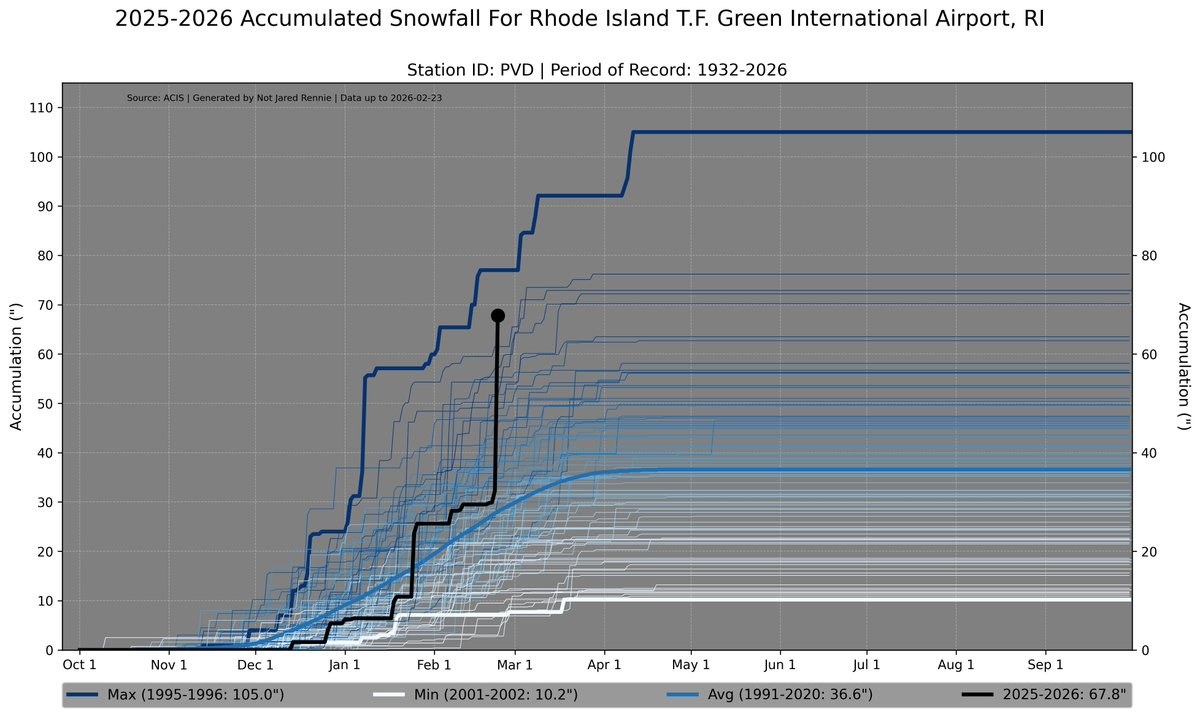 2025-2026 Accumulated Snowfall For Rhode Island T.F. Green International Airport, RI
Station ID: PVD | Period of Record: 1932-2026
Source: ACIS | Generated by Not Jared Rennie | Data up to 2026-02-23
Accumulation (")
110
100
90
80
70
60
50
40
30
20
10
0
100
80
60
40
20
0
Accumulation (")
Oct 1 Nov 1 Dec 1 Jan 1 Feb 1 Mar 1 Apr 1 May 1 Jun 1 Jul 1 Aug 1 Sep 1
Max (1995-1996: 105.0") Min (2001-2002: 10.2") Avg (1991-2020: 36.6") 2025-2026: 67.8"